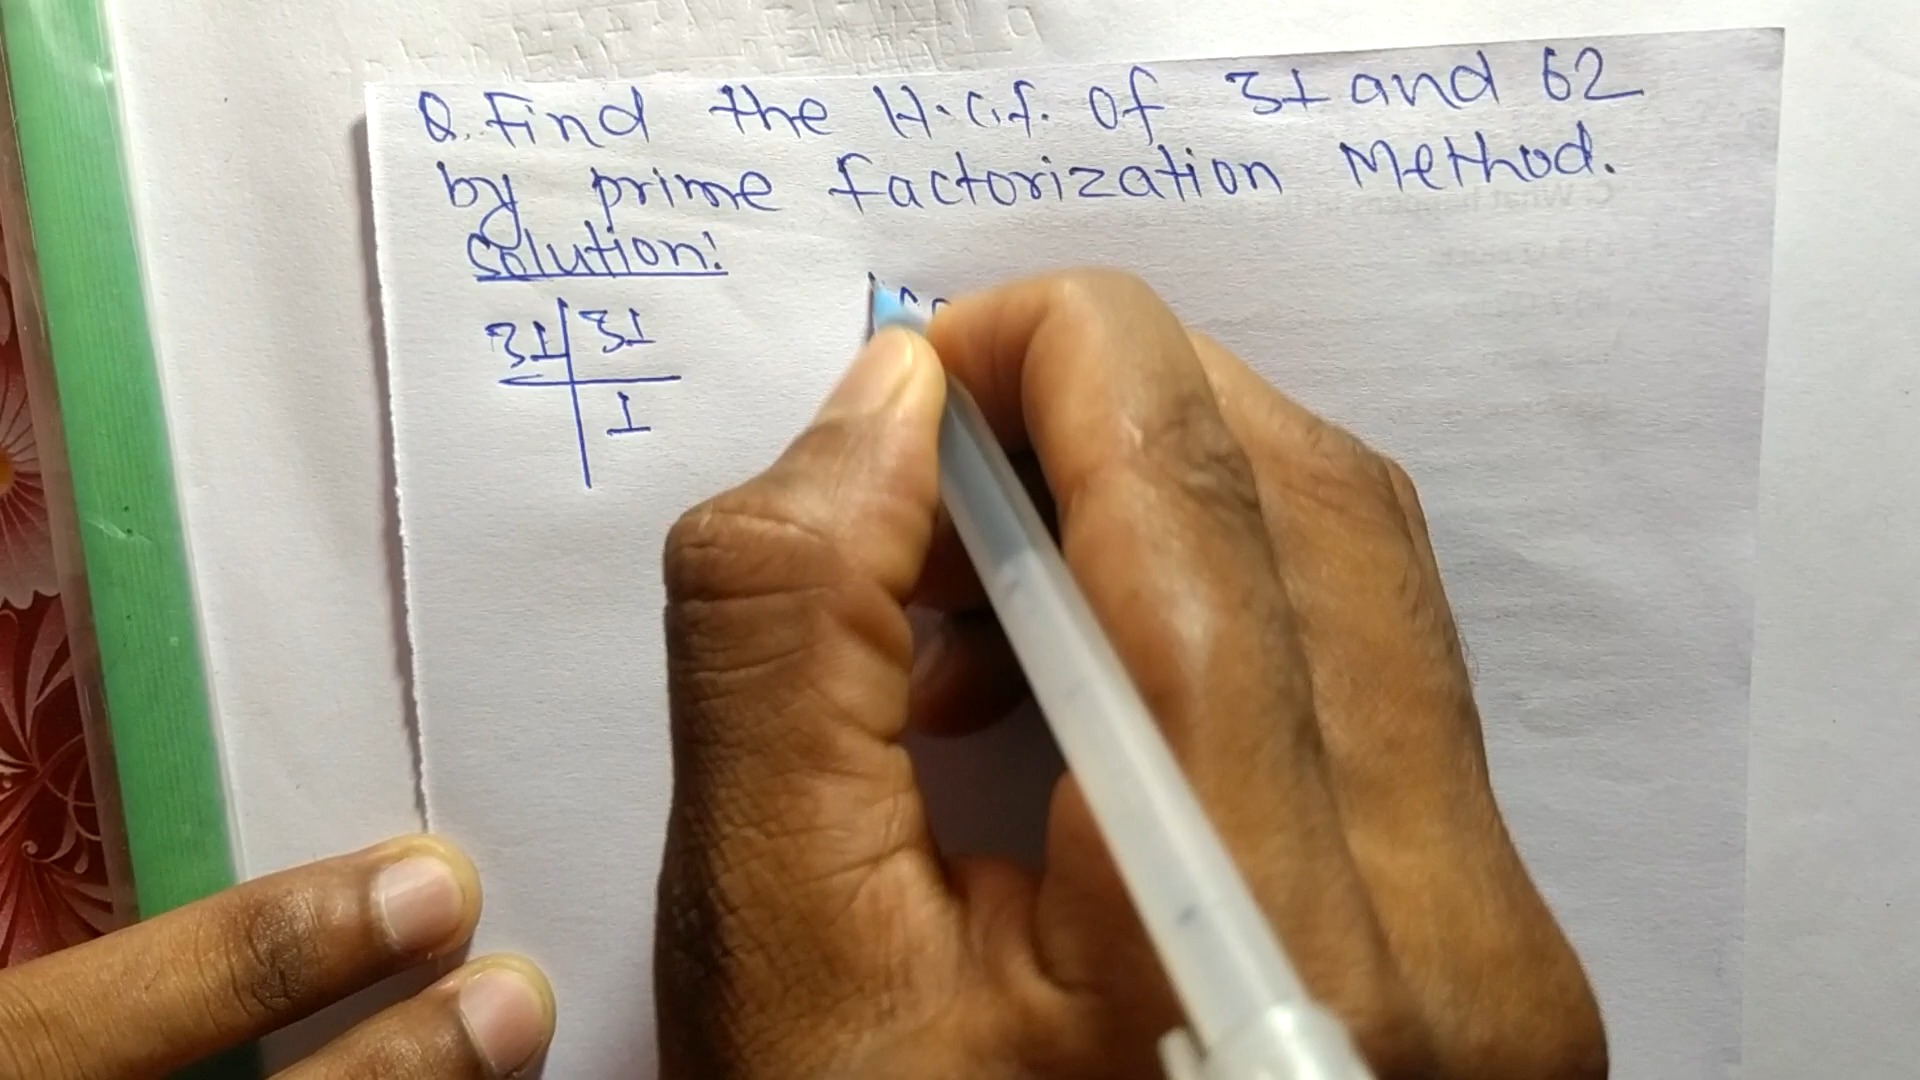 Q. Find the H.C.f. Of 31 and 62
by prime factorization Method.
Solution:
31 31
1